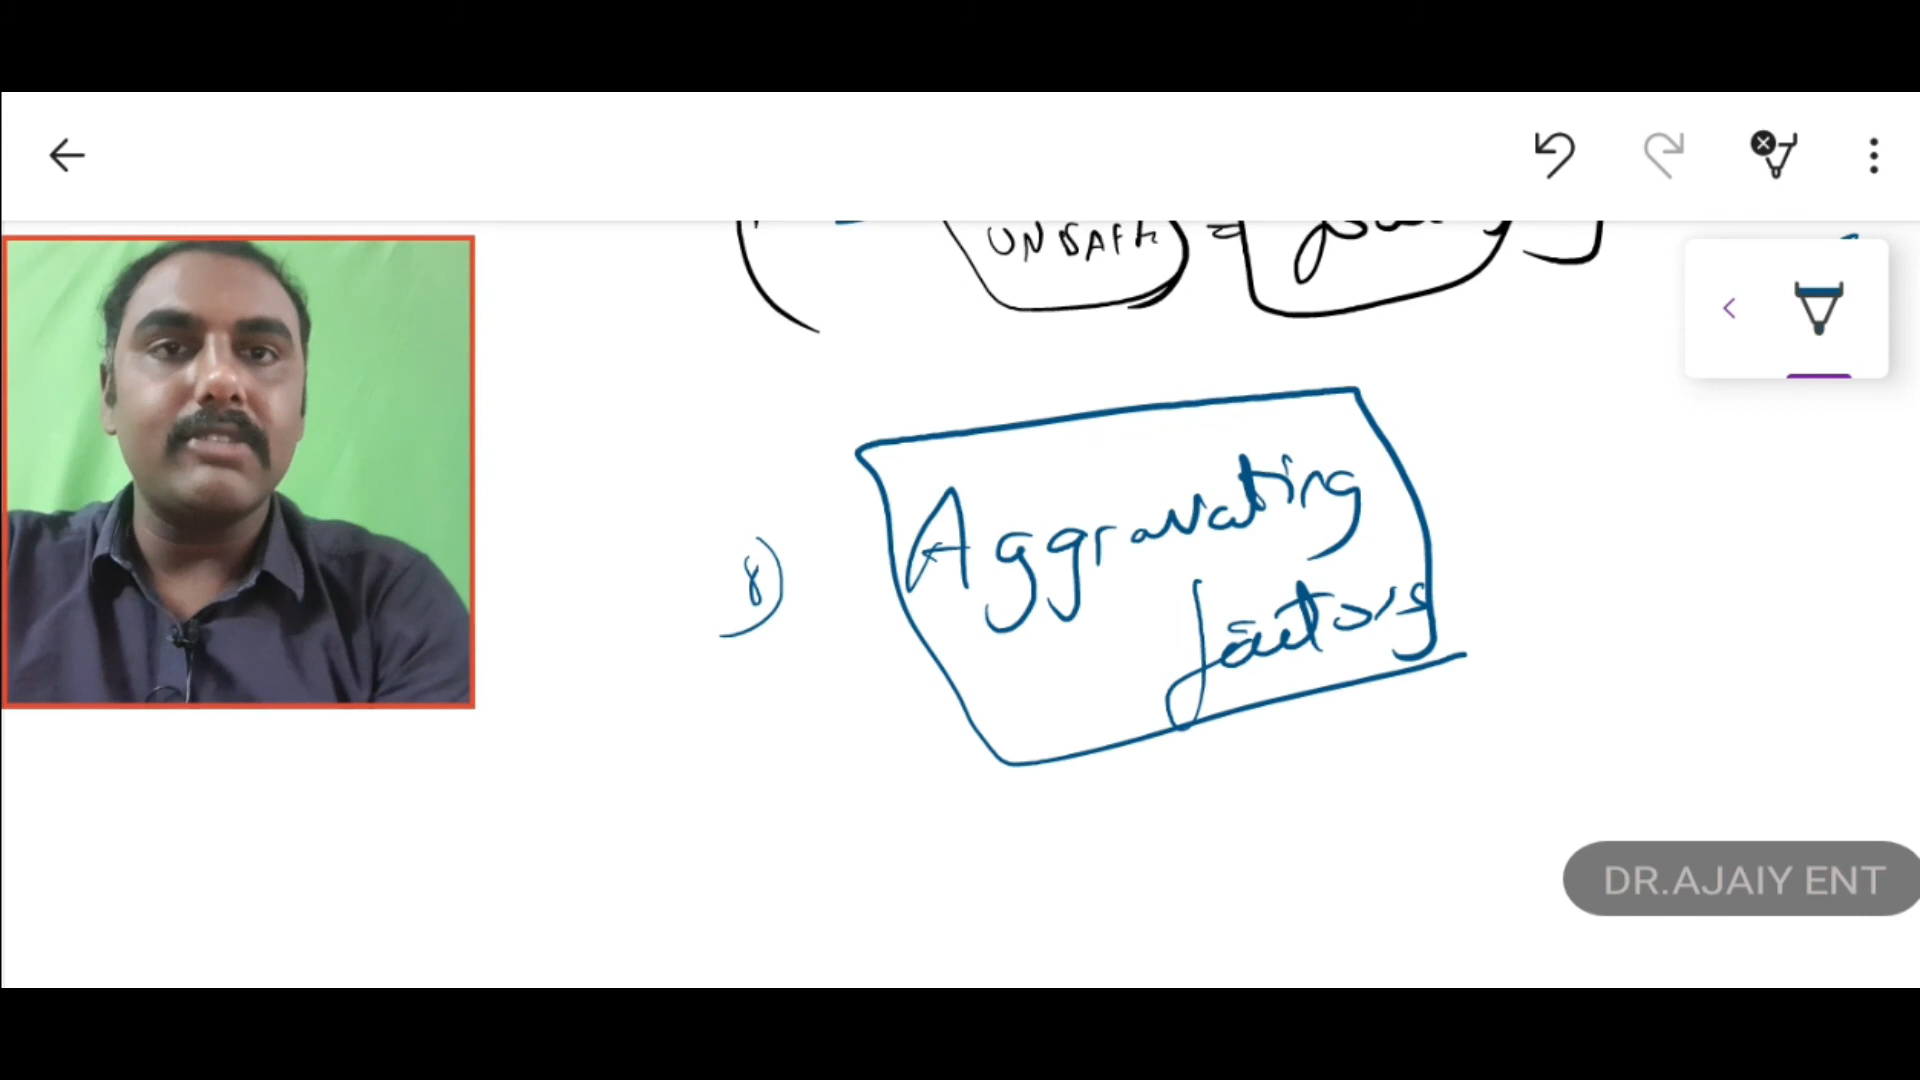 UNSAFE =
8) Aggravating
factors
DR.AJAIY ENT